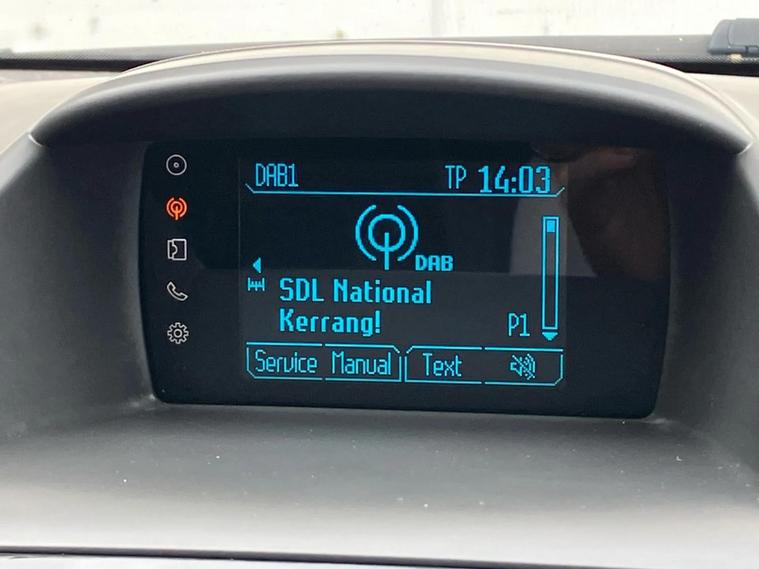 DAB1 TP 14:03
DAB
SDL National
Kerrang! P1
Service Manual Text